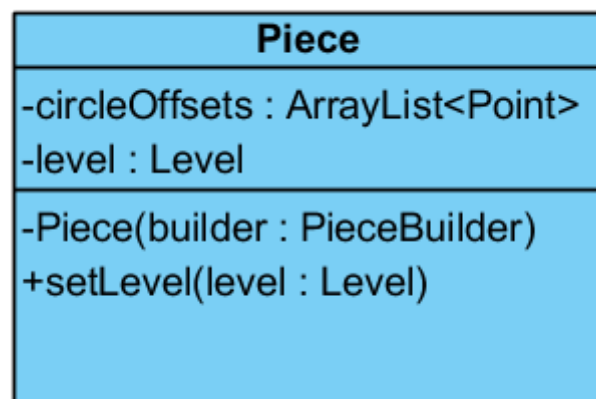 Piece
-circleOffsets : ArrayList<Point>
-level : Level
-Piece(builder : PieceBuilder)
+setLevel(level : Level)